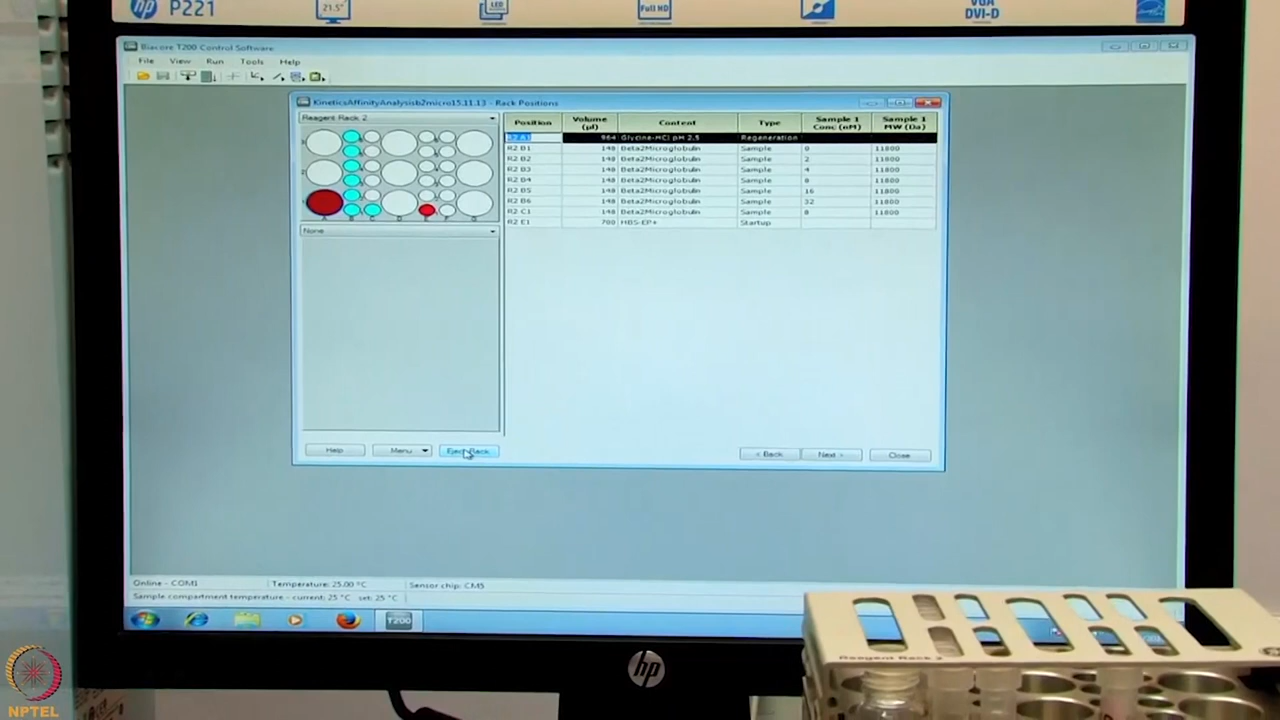 hp P221
21.5"
LED
Full HD
VGA
DVI-D
Biacore T200 Control Software
File View Run Tools Help
KineticsAffinityAnalysisb2micro15.11.13 - Rack Positions
Reagent Rack 2
Position Volume (µl) Content Type Sample 1 Conc (nM) Sample 1 MW (Da)
R2 A1 964 Glycine-HCl pH 2.5 Regeneration
R2 B1 148 Beta2Microglobulin Sample 0 11800
R2 B2 148 Beta2Microglobulin Sample 2 11800
R2 B3 148 Beta2Microglobulin Sample 4 11800
R2 B4 148 Beta2Microglobulin Sample 8 11800
R2 B5 148 Beta2Microglobulin Sample 16 11800
R2 B6 148 Beta2Microglobulin Sample 32 11800
R2 C1 148 Beta2Microglobulin Sample 8 11800
R2 E1 700 HBS-EP+ Startup
None
Help Menu Eject Rack < Back Next > Close
Online - COM1 Temperature: 25.00 °C Sensor chip: CM5
Sample compartment temperature - current: 25 °C set: 25 °C
T200
hp
Reagent Rack 2
NPTEL